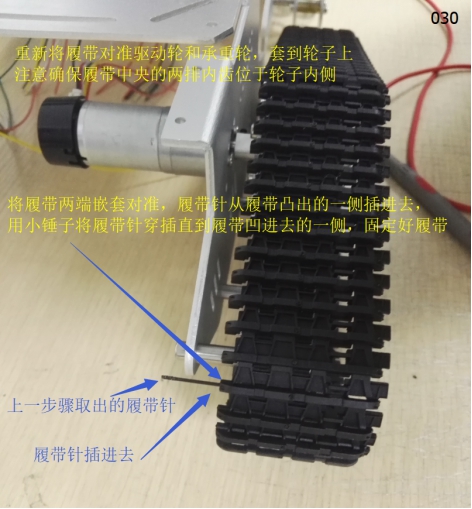 030
重新将履带对准驱动轮和承重轮，套到轮子上
注意确保履带中央的两排内齿位于轮子内侧
将履带两端嵌套对准，履带针从履带凸出的一侧插进去，
用小锤子将履带针穿插直到履带凹进去的一侧，固定好履带
上一步骤取出的履带针
履带针插进去